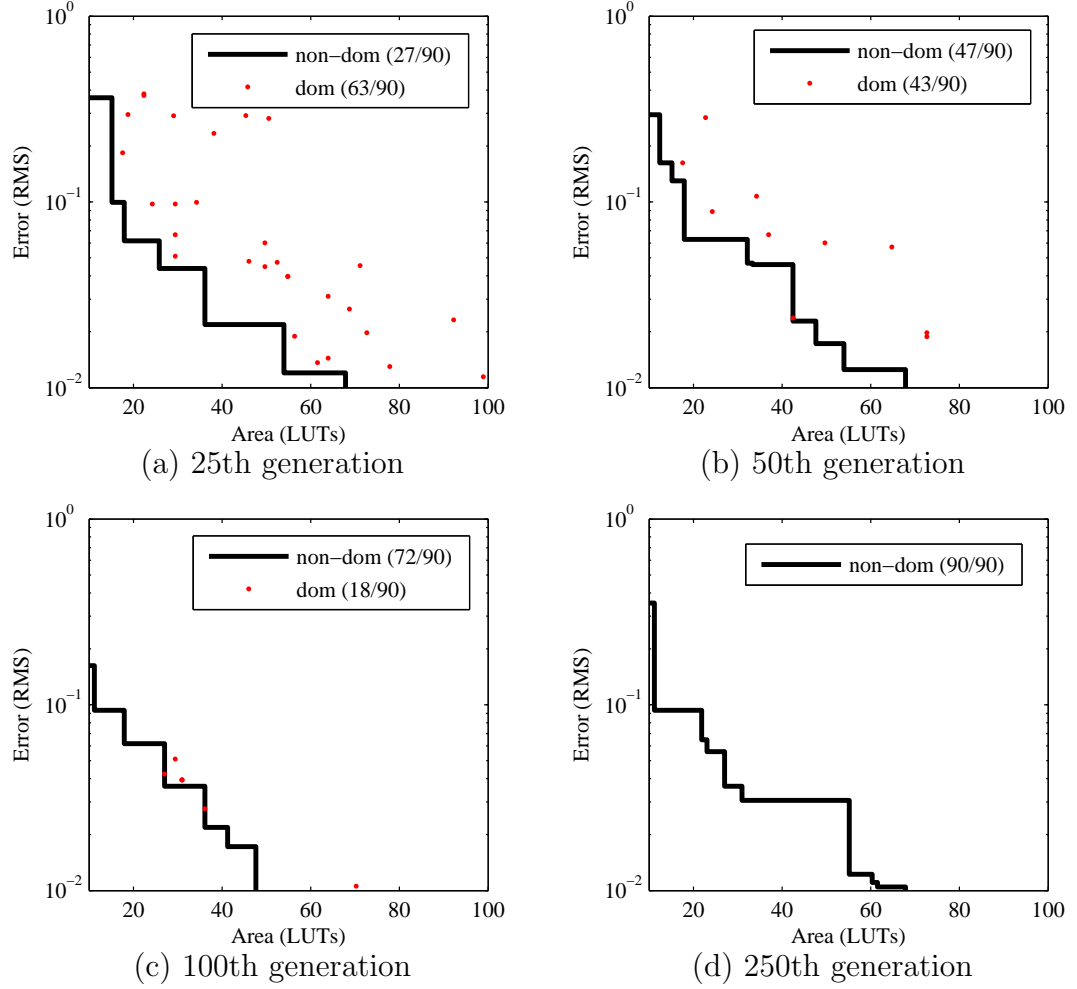 10^0
non-dom (27/90)
dom (63/90)
Error (RMS)
10^-1
10^-2
20 40 60 80 100
Area (LUTs)
(a) 25th generation
10^0
non-dom (47/90)
dom (43/90)
Error (RMS)
10^-1
10^-2
20 40 60 80 100
Area (LUTs)
(b) 50th generation
10^0
non-dom (72/90)
dom (18/90)
Error (RMS)
10^-1
10^-2
20 40 60 80 100
Area (LUTs)
(c) 100th generation
10^0
non-dom (90/90)
Error (RMS)
10^-1
10^-2
20 40 60 80 100
Area (LUTs)
(d) 250th generation